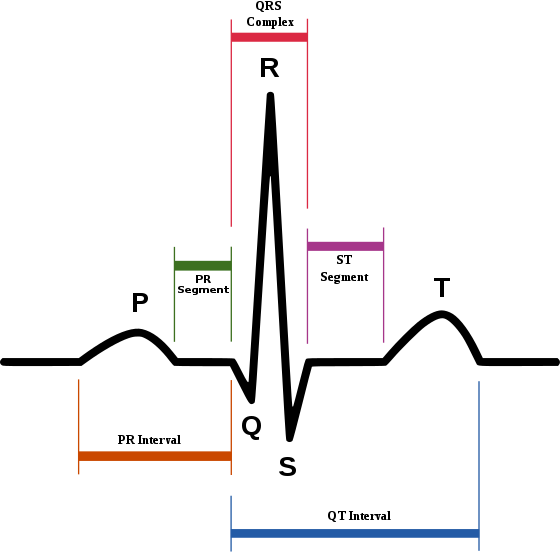 QRS
Complex
R
ST
Segment
PR
Segment
P
T
Q
PR Interval
S
QT Interval